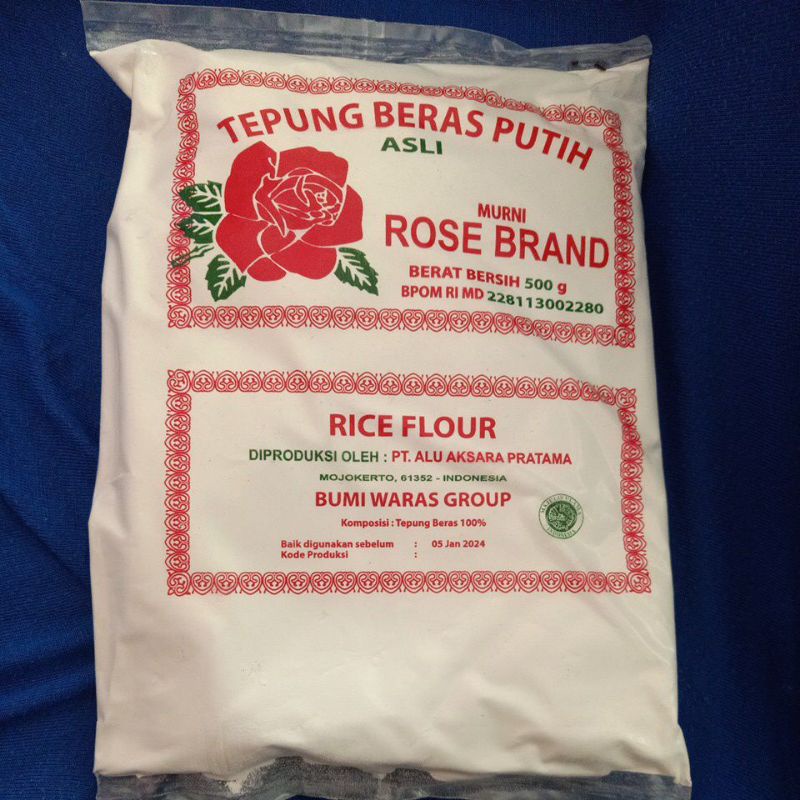 TEPUNG BERAS PUTIH
ASLI
MURNI
ROSE BRAND
BERAT BERSIH 500 g
BPOM RI MD 228113002280
RICE FLOUR
DIPRODUKSI OLEH : PT. ALU AKSARA PRATAMA
MOJOKERTO, 61352 - INDONESIA
BUMI WARAS GROUP
Komposisi : Tepung Beras 100%
Baik digunakan sebelum : 05 Jan 2024
Kode Produksi :